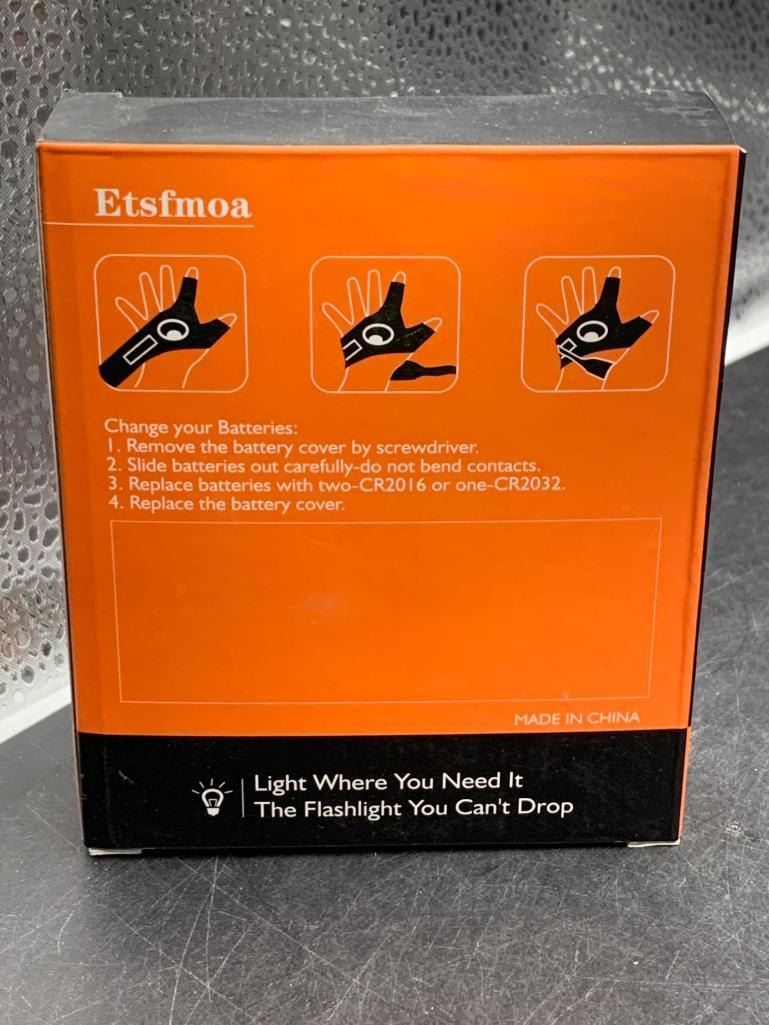 Etsfmoa
Change your Batteries:
1. Remove the battery cover by screwdriver.
2. Slide batteries out carefully-do not bend contacts.
3. Replace batteries with two-CR2016 or one-CR2032.
4. Replace the battery cover.
MADE IN CHINA
Light Where You Need It
The Flashlight You Can't Drop